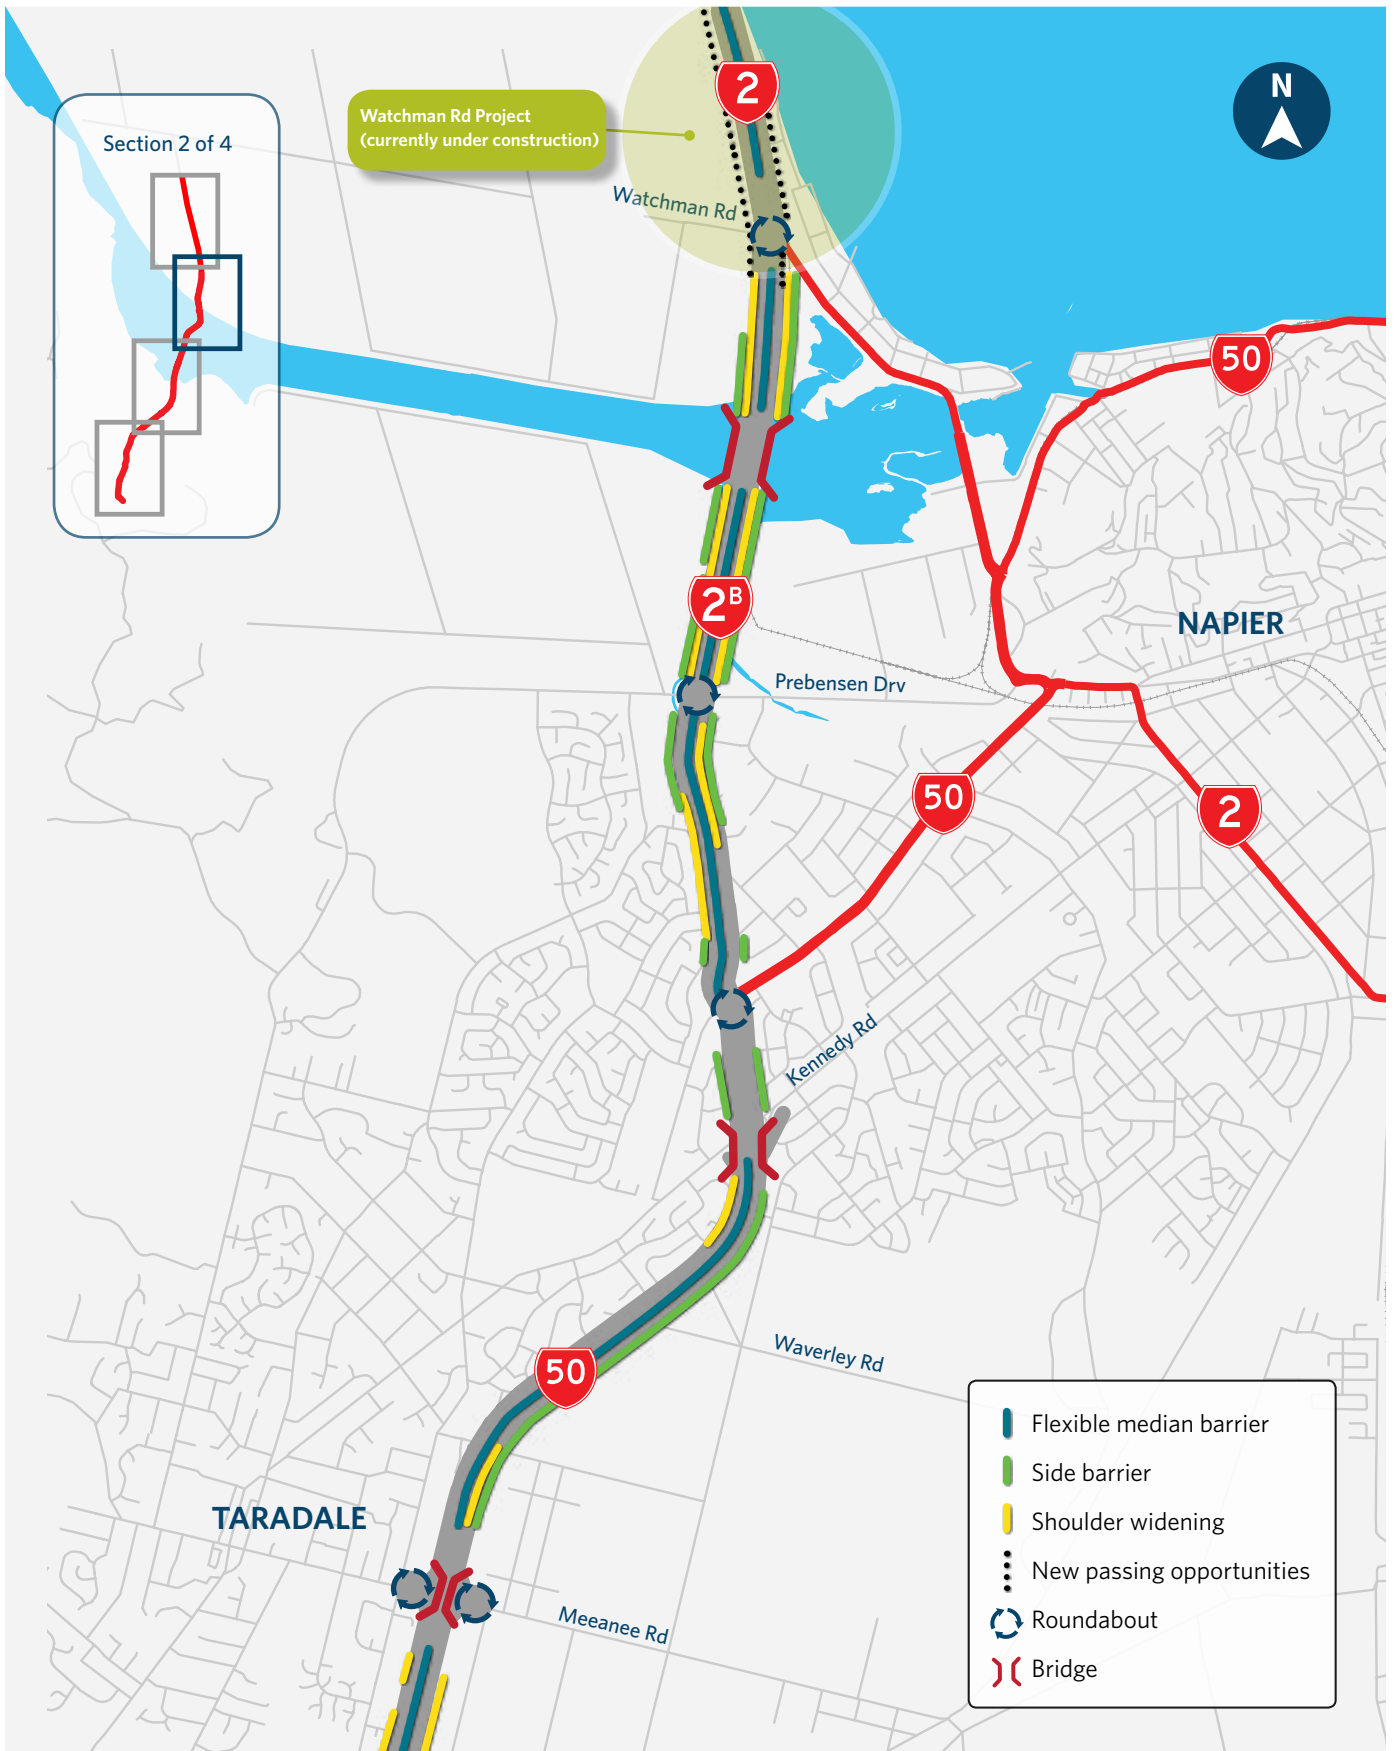 2
N
Watchman Rd Project
(currently under construction)
Section 2 of 4
Watchman Rd
50
2B
NAPIER
Prebensen Drv
50
2
Kennedy Rd
Waverley Rd
50
Flexible median barrier
Side barrier
Shoulder widening
New passing opportunities
Roundabout
Bridge
TARADALE
Meeanee Rd